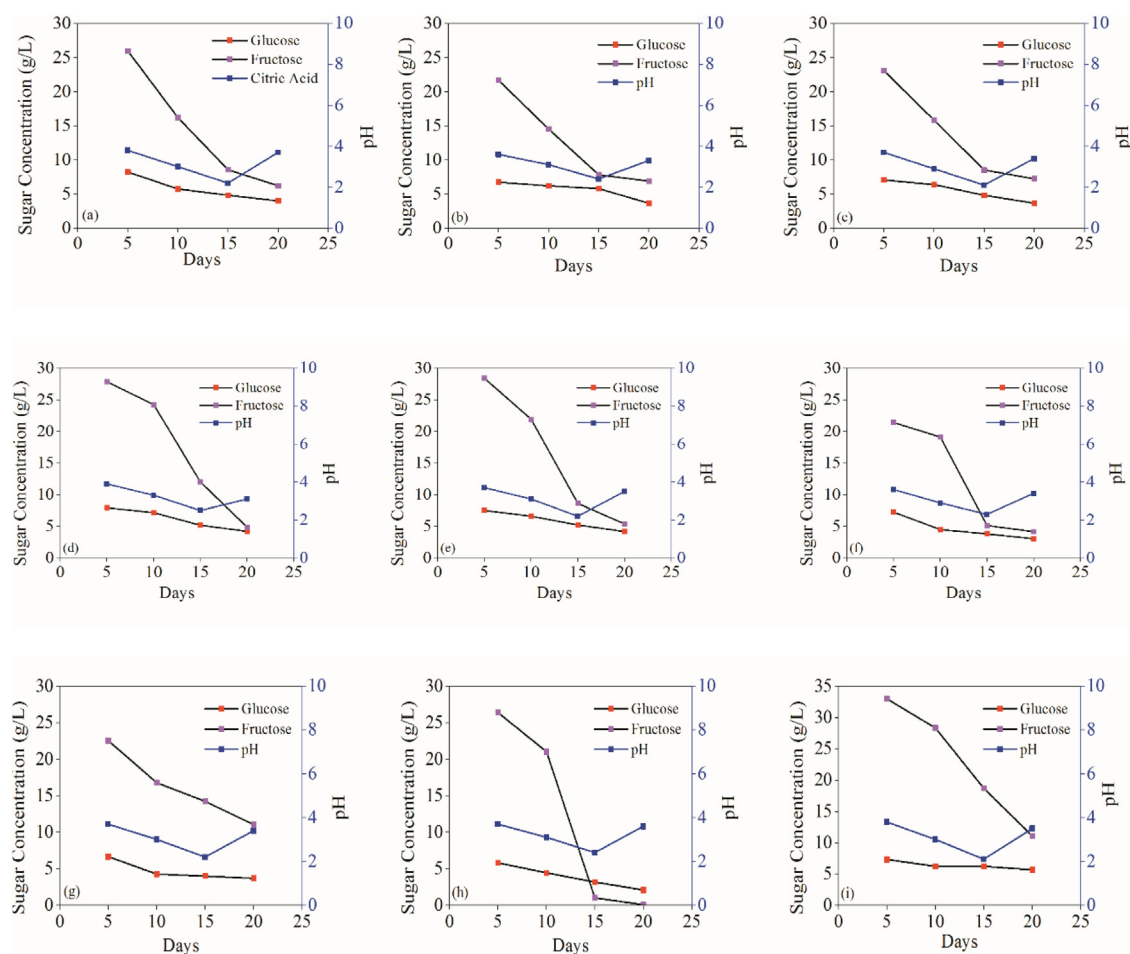 30
25
20
15
10
5
0
Sugar Concentration (g/L)
Glucose
Fructose
Citric Acid
10
8
6
4
2
0
pH
(a)
0 5 10 15 20 25
Days
30
25
20
15
10
5
0
Sugar Concentration (g/L)
Glucose
Fructose
pH
10
8
6
4
2
0
pH
(b)
0 5 10 15 20 25
Days
30
25
20
15
10
5
0
Sugar Concentration (g/L)
Glucose
Fructose
pH
10
8
6
4
2
0
pH
(c)
0 5 10 15 20 25
Days
30
25
20
15
10
5
0
Sugar Concentration (g/L)
Glucose
Fructose
pH
10
8
6
4
2
0
pH
(d)
0 5 10 15 20 25
Days
30
25
20
15
10
5
0
Sugar Concentration (g/L)
Glucose
Fructose
pH
10
8
6
4
2
0
pH
(e)
0 5 10 15 20 25
Days
30
25
20
15
10
5
0
Sugar Concentration (g/L)
Glucose
Fructose
pH
10
8
6
4
2
0
pH
(f)
0 5 10 15 20 25
Days
30
25
20
15
10
5
0
Sugar Concentration (g/L)
Glucose
Fructose
pH
10
8
6
4
2
0
pH
(g)
0 5 10 15 20 25
Days
30
25
20
15
10
5
0
Sugar Concentration (g/L)
Glucose
Fructose
pH
10
8
6
4
2
0
pH
(h)
0 5 10 15 20 25
Days
35
30
25
20
15
10
5
0
Sugar Concentration (g/L)
Glucose
Fructose
pH
10
8
6
4
2
0
pH
(i)
0 5 10 15 20 25
Days